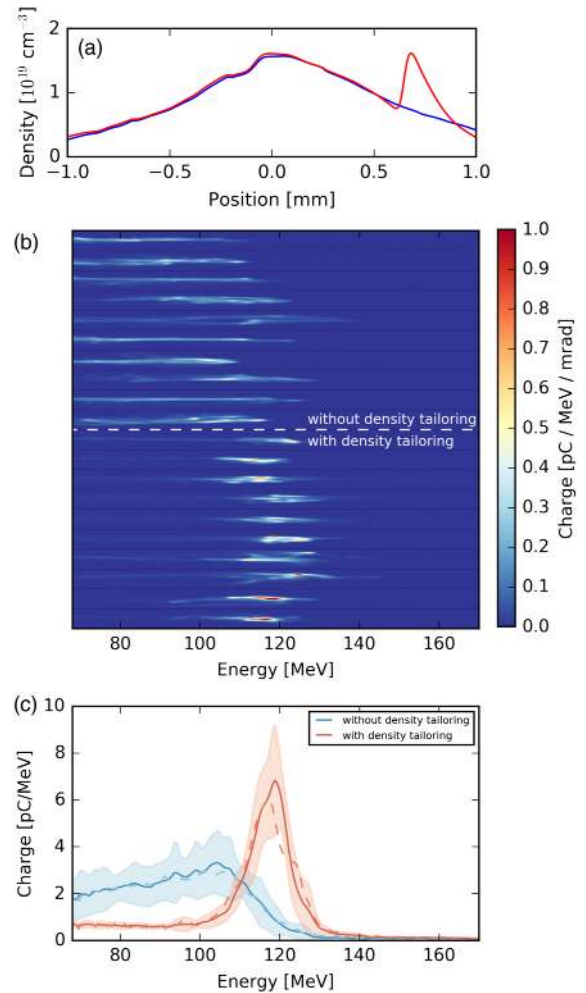 (a)
Density [10¹⁹ cm⁻³]
2
1
0
−1.0 −0.5 0.0 0.5 1.0
Position [mm]
(b)
without density tailoring
with density tailoring
80 100 120 140 160
Energy [MeV]
1.0
0.9
0.8
0.7
0.6
0.5
0.4
0.3
0.2
0.1
0.0
Charge [pC / MeV / mrad]
(c)
Charge [pC/MeV]
10
8
6
4
2
0
without density tailoring
with density tailoring
80 100 120 140 160
Energy [MeV]